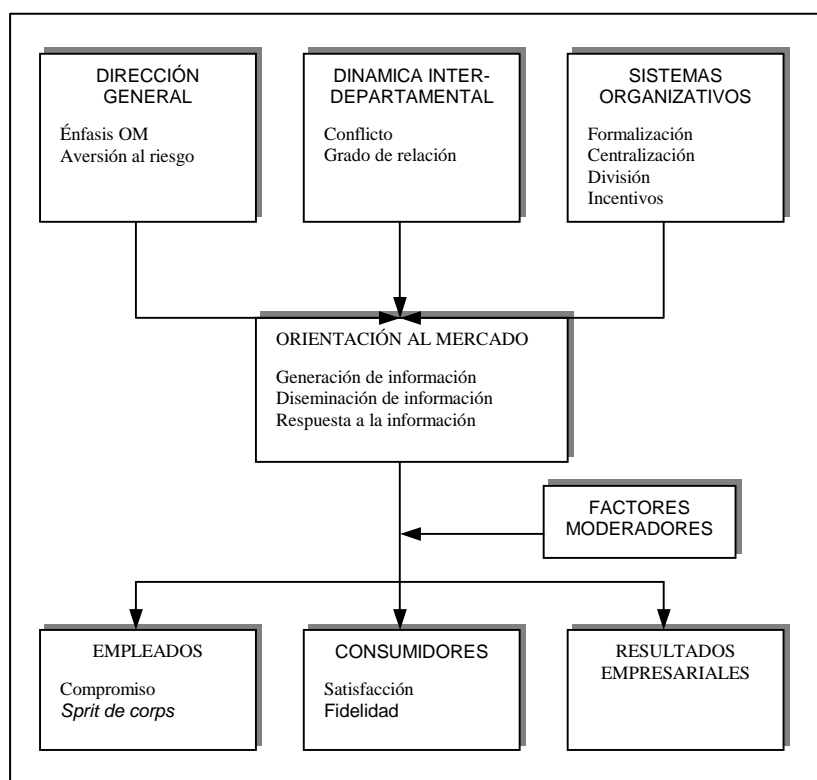 DIRECCIÓN
GENERAL
Énfasis OM
Aversión al riesgo
DINAMICA INTER-
DEPARTAMENTAL
Conflicto
Grado de relación
SISTEMAS
ORGANIZATIVOS
Formalización
Centralización
División
Incentivos
ORIENTACIÓN AL MERCADO
Generación de información
Diseminación de información
Respuesta a la información
FACTORES
MODERADORES
EMPLEADOS
Compromiso
Sprit de corps
CONSUMIDORES
Satisfacción
Fidelidad
RESULTADOS
EMPRESARIALES